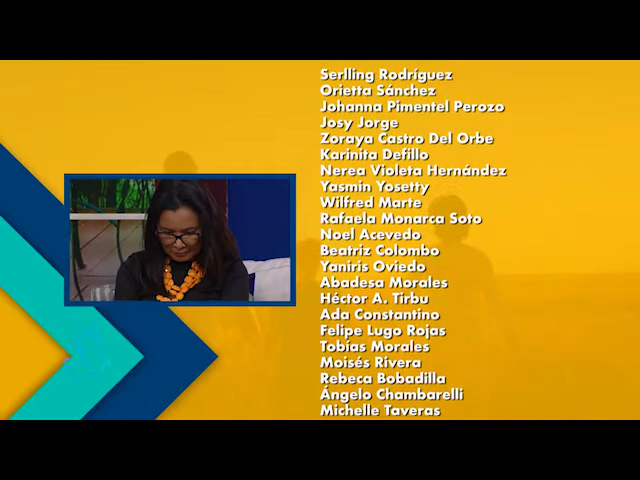 Serlling Rodríguez
Orietta Sánchez
Johanna Pimentel Perozo
Josy Jorge
Zoraya Castro Del Orbe
Karinita Defillo
Nerea Violeta Hernández
Yasmín Yosetty
Wilfred Marte
Rafaela Monarca Soto
Noel Acevedo
Beatriz Colombo
Yaniris Oviedo
Abadesa Morales
Héctor A. Tirbu
Ada Constantino
Felipe Lugo Rojas
Tobías Morales
Moisés Rivera
Rebeca Bobadilla
Ángelo Chambarelli
Michelle Taveras